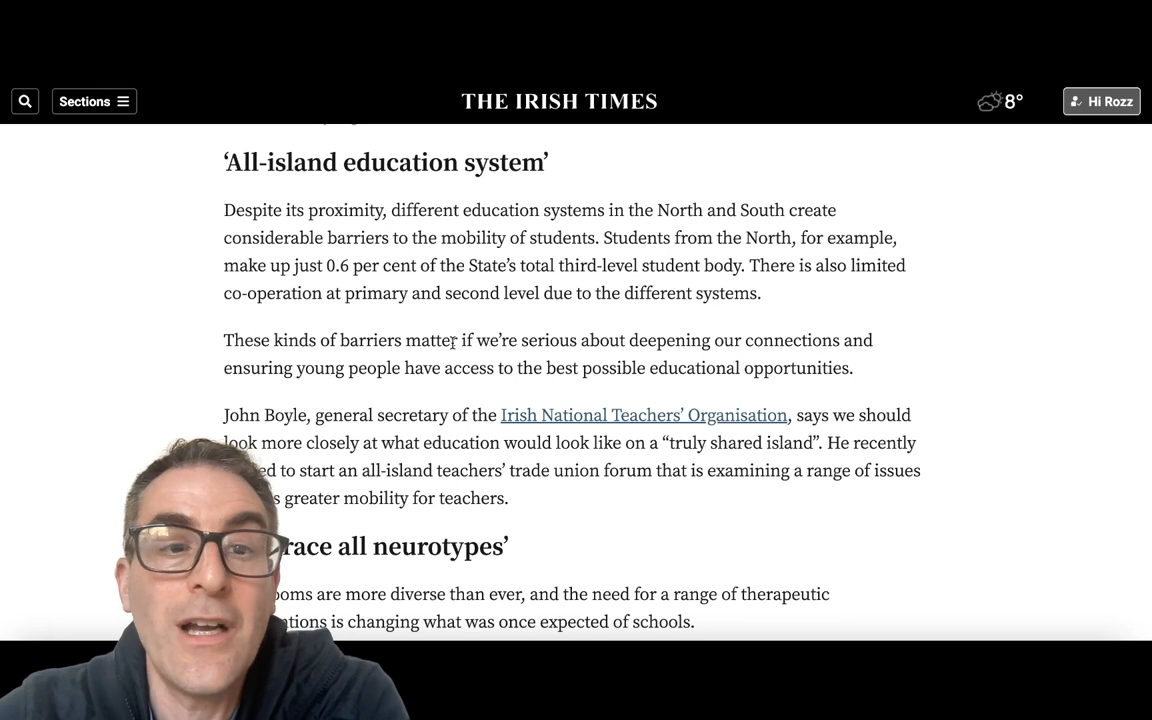 Sections
THE IRISH TIMES
8°
Hi Rozz
‘All-island education system’
Despite its proximity, different education systems in the North and South create
considerable barriers to the mobility of students. Students from the North, for example,
make up just 0.6 per cent of the State’s total third-level student body. There is also limited
co-operation at primary and second level due to the different systems.
These kinds of barriers matter if we’re serious about deepening our connections and
ensuring young people have access to the best possible educational opportunities.
John Boyle, general secretary of the Irish National Teachers’ Organisation, says we should
look more closely at what education would look like on a “truly shared island”. He recently
to start an all-island teachers’ trade union forum that is examining a range of issues
greater mobility for teachers.
all neurotypes’
are more diverse than ever, and the need for a range of therapeutic
is changing what was once expected of schools.